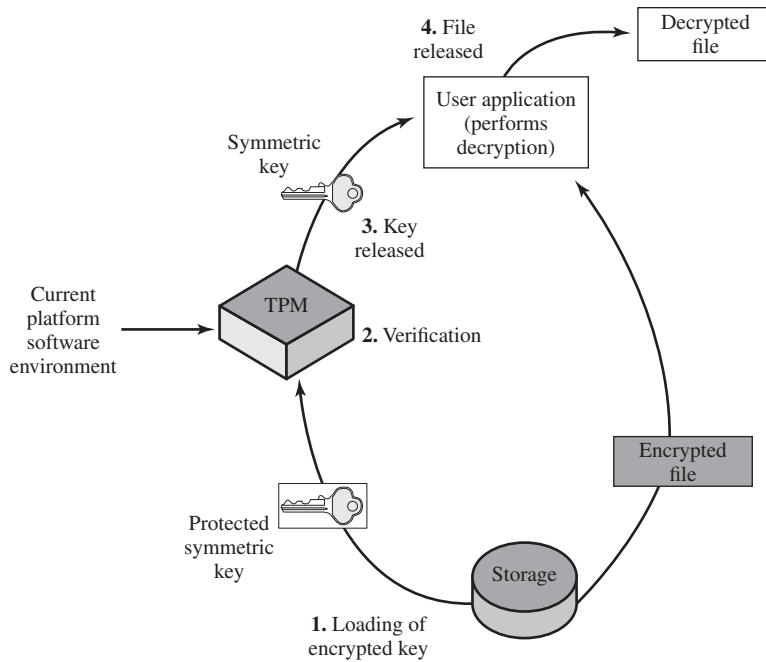 4. File
released
Decrypted
file
User application
(performs
decryption)
Symmetric
key
3. Key
released
Current
platform
software
environment
TPM
2. Verification
Encrypted
file
Protected
symmetric
key
Storage
1. Loading of
encrypted key